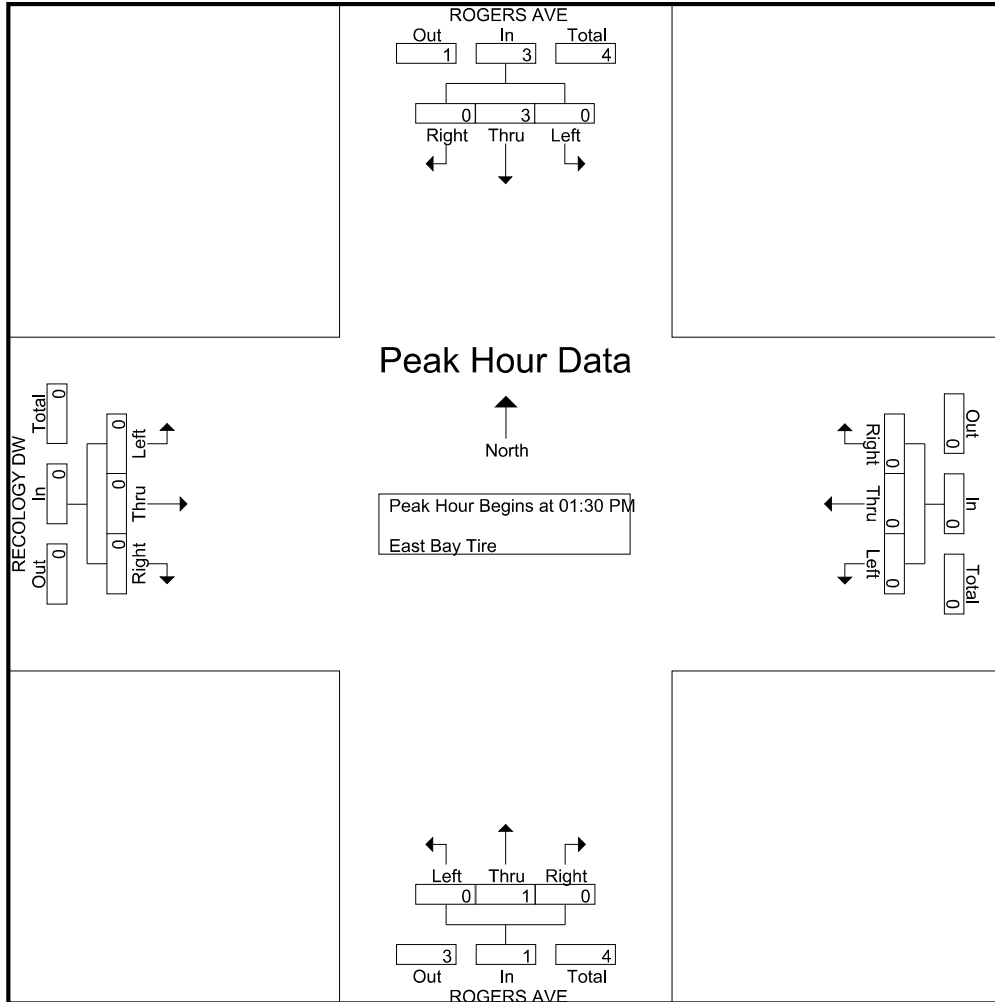 ROGERS AVE
Out In Total
1 3 4
0 3 0
Right Thru Left
Peak Hour Data
North
Peak Hour Begins at 01:30 PM
East Bay Tire
RECOLOGY DW
Out In Total
0 0 0
Right Thru Left
0 0 0
Out In Total
0 0 0
Right Thru Left
0 0 0
Left Thru Right
0 1 0
3 1 4
Out In Total
ROGERS AVE